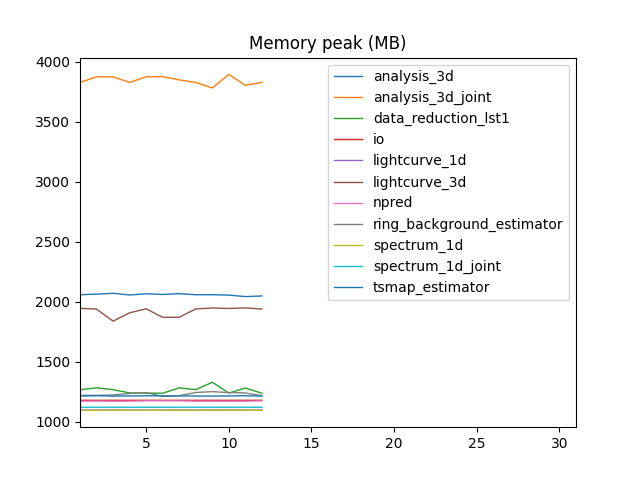 Memory peak (MB)
4000
3500
3000
2500
2000
1500
1000
5
10
15
20
25
30
analysis_3d
analysis_3d_joint
data_reduction_lst1
io
lightcurve_1d
lightcurve_3d
npred
ring_background_estimator
spectrum_1d
spectrum_1d_joint
tsmap_estimator